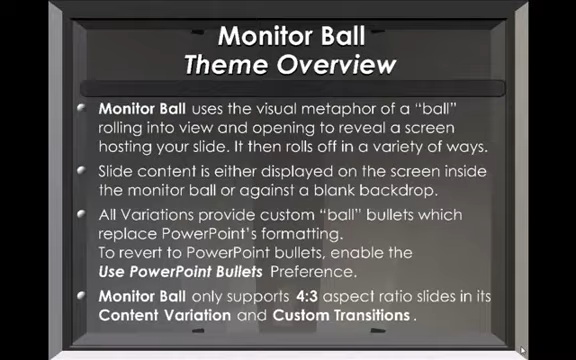 Monitor Ball
Theme Overview
Monitor Ball uses the visual metaphor of a “ball”
rolling into view and opening to reveal a screen
hosting your slide. It then rolls off in a variety of ways.
Slide content is either displayed on the screen inside
the monitor ball or against a blank backdrop.
All Variations provide custom “ball” bullets which
replace PowerPoint’s formatting.
To revert to PowerPoint bullets, enable the
Use PowerPoint Bullets Preference.
Monitor Ball only supports 4:3 aspect ratio slides in its
Content Variation and Custom Transitions .